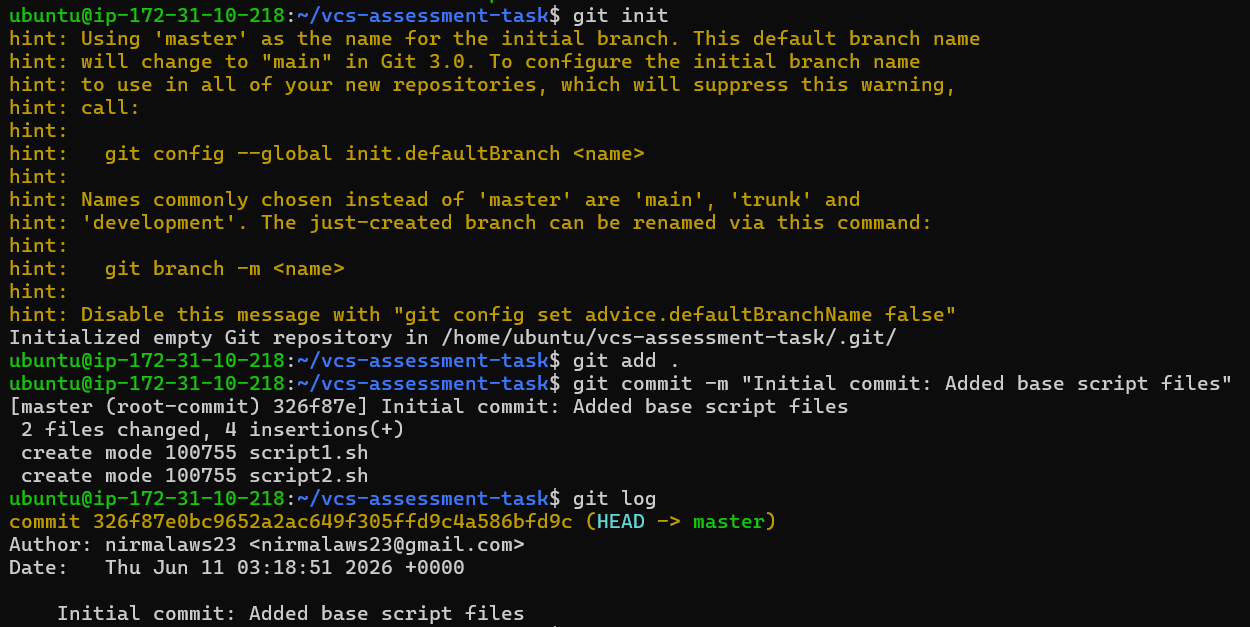 ubuntu@ip-172-31-10-218:~/vcs-assessment-task$ git init
hint: Using 'master' as the name for the initial branch. This default branch name
hint: will change to "main" in Git 3.0. To configure the initial branch name
hint: to use in all of your new repositories, which will suppress this warning,
hint: call:
hint:
hint:   git config --global init.defaultBranch <name>
hint:
hint: Names commonly chosen instead of 'master' are 'main', 'trunk' and
hint: 'development'. The just-created branch can be renamed via this command:
hint:
hint:   git branch -m <name>
hint:
hint: Disable this message with "git config set advice.defaultBranchName false"
Initialized empty Git repository in /home/ubuntu/vcs-assessment-task/.git/
ubuntu@ip-172-31-10-218:~/vcs-assessment-task$ git add .
ubuntu@ip-172-31-10-218:~/vcs-assessment-task$ git commit -m "Initial commit: Added base script files"
[master (root-commit) 326f87e] Initial commit: Added base script files
 2 files changed, 4 insertions(+)
 create mode 100755 script1.sh
 create mode 100755 script2.sh
ubuntu@ip-172-31-10-218:~/vcs-assessment-task$ git log
commit 326f87e0bc9652a2ac649f305ffd9c4a586bfd9c (HEAD -> master)
Author: nirmalaws23 <nirmalaws23@gmail.com>
Date:   Thu Jun 11 03:18:51 2026 +0000

    Initial commit: Added base script files